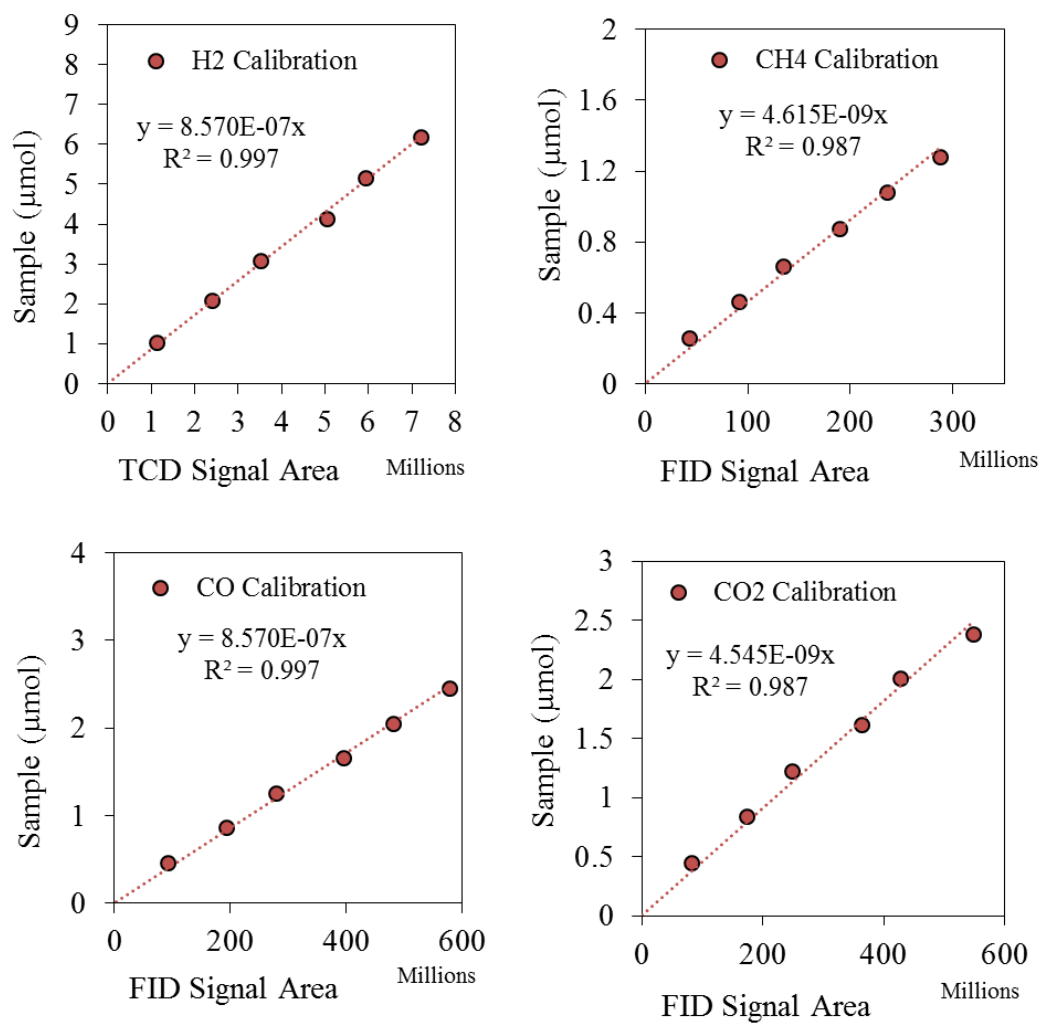 H2 Calibration
y = 8.570E-07x
R² = 0.997
Sample (μmol)
9
8
7
6
5
4
3
2
1
0
0 1 2 3 4 5 6 7 8
TCD Signal Area
Millions
CH4 Calibration
y = 4.615E-09x
R² = 0.987
Sample (μmol)
2
1.6
1.2
0.8
0.4
0
0 100 200 300
FID Signal Area
Millions
CO Calibration
y = 8.570E-07x
R² = 0.997
Sample (μmol)
4
3
2
1
0
0 200 400 600
FID Signal Area
Millions
CO2 Calibration
y = 4.545E-09x
R² = 0.987
Sample (μmol)
3
2.5
2
1.5
1
0.5
0
0 200 400 600
FID Signal Area
Millions